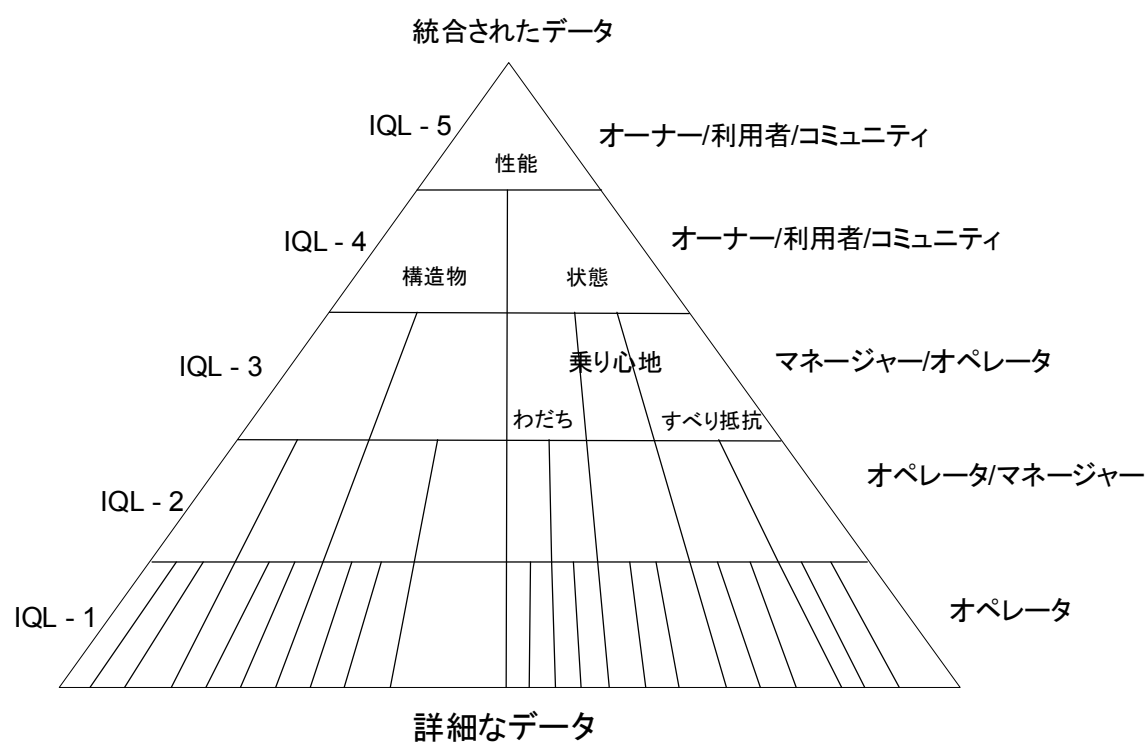 統合されたデータ
IQL - 5
オーナー/利用者/コミュニティ
性能
IQL - 4
オーナー/利用者/コミュニティ
構造物
状態
IQL - 3
乗り心地
マネージャー/オペレータ
わだち
すべり抵抗
IQL - 2
オペレータ/マネージャー
IQL - 1
オペレータ
詳細なデータ